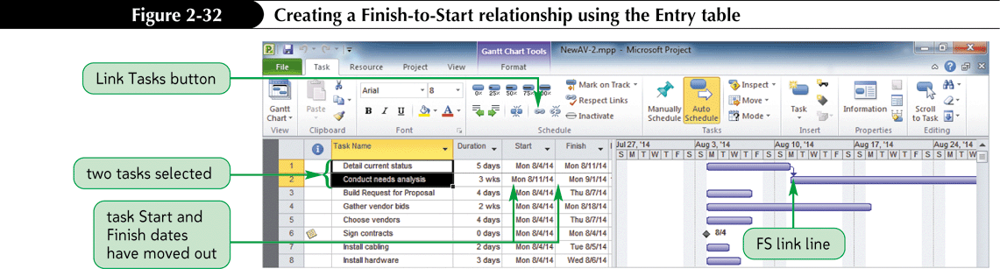 Figure 2-32 Creating a Finish-to-Start relationship using the Entry table
Gantt Chart Tools NewAV-2.mpp - Microsoft Project
File Task Resource Project View Format
Link Tasks button
Gantt Chart
View
Paste
Clipboard
Arial 8
B I U A
Font
0× 25× 50× 75× 100×
Mark on Track
Respect Links
Inactivate
Schedule
Manually Schedule
Auto Schedule
Inspect
Move
Mode
Tasks
Task
Insert
Information
Properties
Scroll to Task
Editing
Task Name Duration Start Finish
Jul 27, '14 Aug 3, '14 Aug 10, '14 Aug 17, '14 Aug 24, '14
S M T W T F S S M T W T F S S M T W T F S S M T W T F S S M T W T F S
1 Detail current status 5 days Mon 8/4/14 Mon 8/11/14
2 Conduct needs analysis 3 wks Mon 8/11/14 Mon 9/1/14
3 Build Request for Proposal 4 days Mon 8/4/14 Thu 8/7/14
4 Gather vendor bids 2 wks Mon 8/4/14 Mon 8/18/14
5 Choose vendors 4 days Mon 8/4/14 Thu 8/7/14
6 Sign contracts 0 days Mon 8/4/14 Mon 8/4/14
8/4
7 Install cabling 2 days Mon 8/4/14 Tue 8/5/14
8 Install hardware 3 days Mon 8/4/14 Wed 8/6/14
two tasks selected
task Start and
Finish dates
have moved out
FS link line